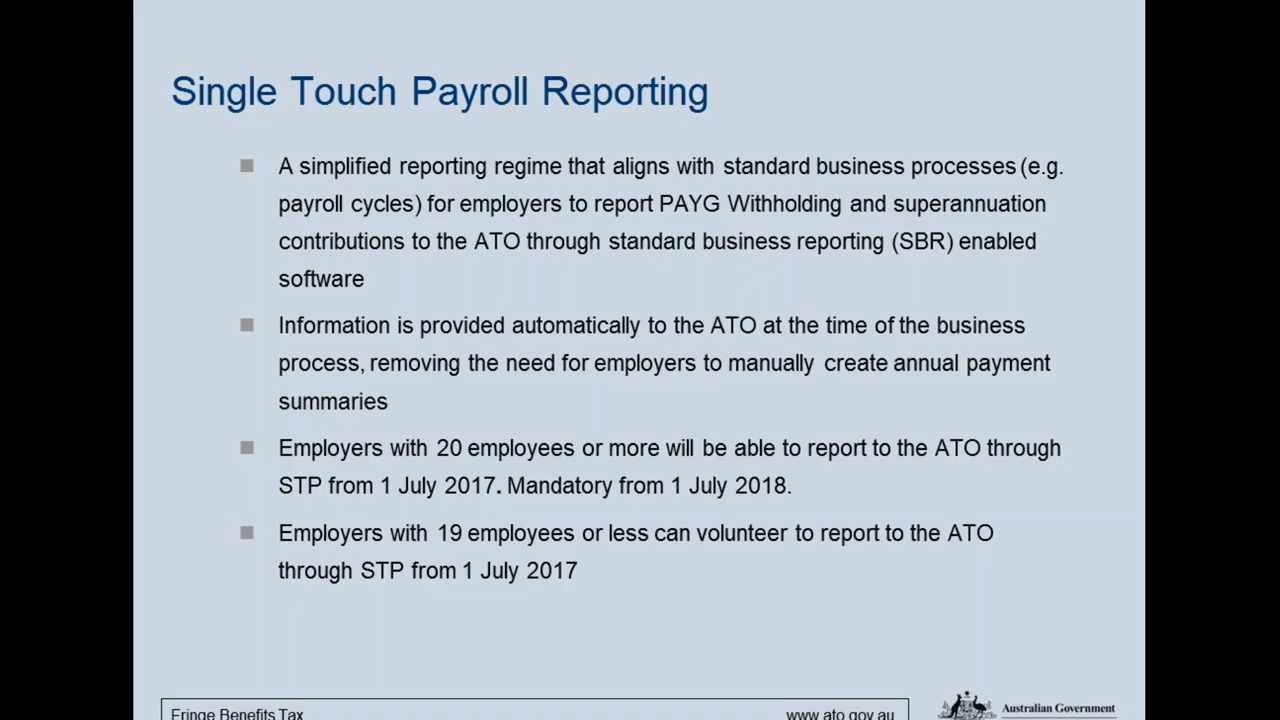 Single Touch Payroll Reporting
A simplified reporting regime that aligns with standard business processes (e.g.
payroll cycles) for employers to report PAYG Withholding and superannuation
contributions to the ATO through standard business reporting (SBR) enabled
software
Information is provided automatically to the ATO at the time of the business
process, removing the need for employers to manually create annual payment
summaries
Employers with 20 employees or more will be able to report to the ATO through
STP from 1 July 2017. Mandatory from 1 July 2018.
Employers with 19 employees or less can volunteer to report to the ATO
through STP from 1 July 2017
Fringe Benefits Tax www.ato.gov.au
Australian Government